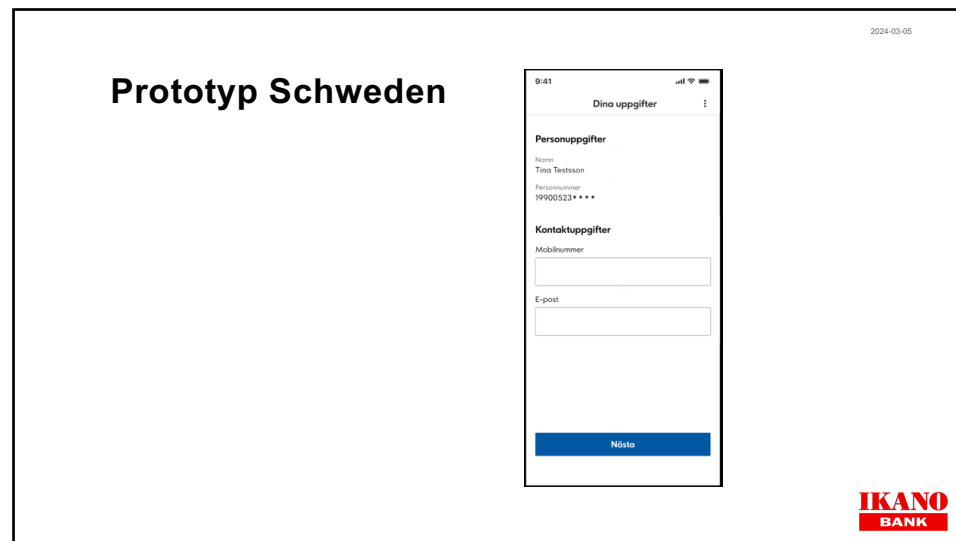 2024-03-05
Prototyp Schweden
9:41
Dina uppgifter
Personuppgifter
Namn
Tina Testsson
Personnummer
19900523••••
Kontaktuppgifter
Mobilnummer
E-post
Nästa
IKANO
BANK